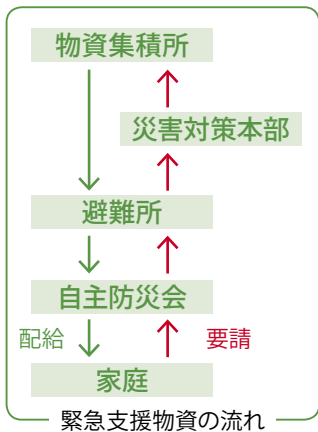 物資集積所
災害対策本部
避難所
自主防災会
配給
要請
家庭
緊急支援物資の流れ